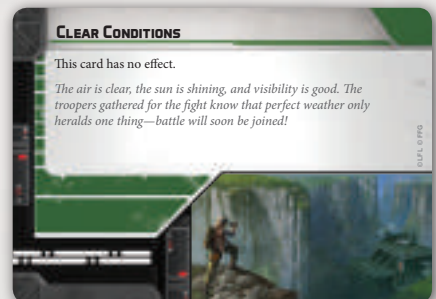 Clear Conditions
This card has no effect.
The air is clear, the sun is shining, and visibility is good. The
troopers gathered for the fight know that perfect weather only
heralds one thing—battle will soon be joined!
©LFL ©FFG